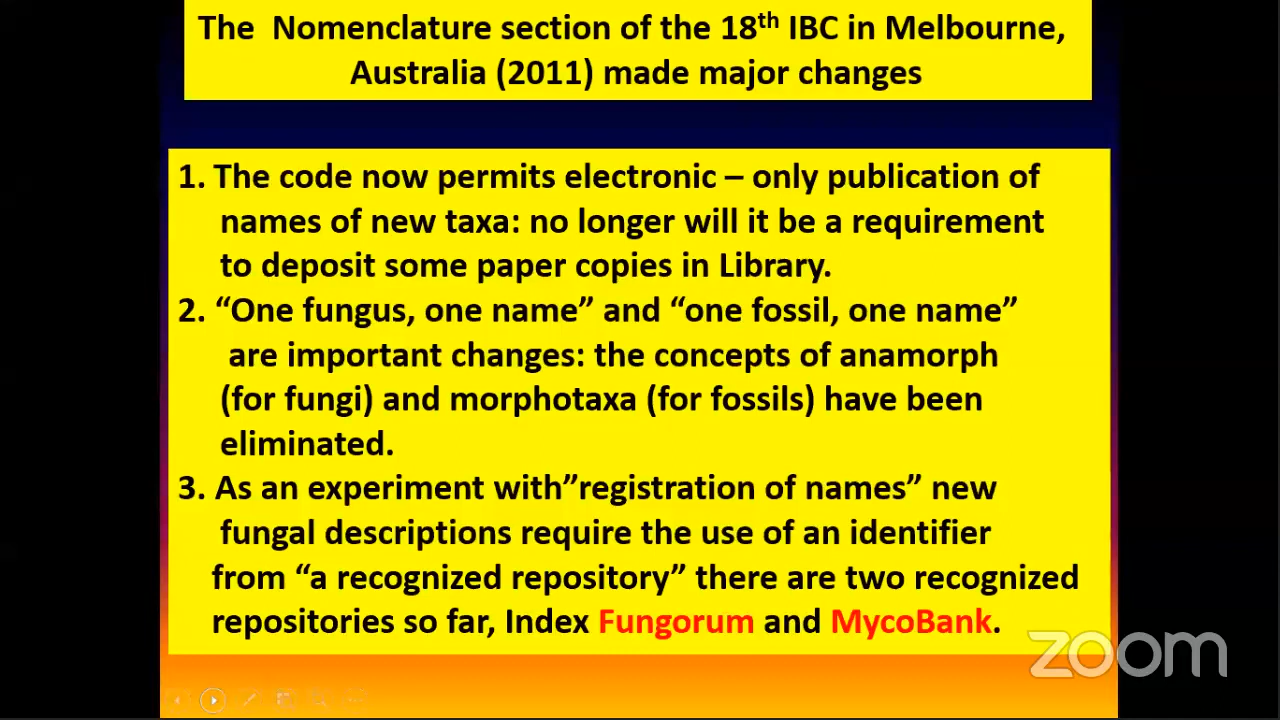 The Nomenclature section of the 18th IBC in Melbourne,
Australia (2011) made major changes
1. The code now permits electronic – only publication of
names of new taxa: no longer will it be a requirement
to deposit some paper copies in Library.
2. “One fungus, one name” and “one fossil, one name”
are important changes: the concepts of anamorph
(for fungi) and morphotaxa (for fossils) have been
eliminated.
3. As an experiment with”registration of names” new
fungal descriptions require the use of an identifier
from “a recognized repository” there are two recognized
repositories so far, Index Fungorum and MycoBank.
zoom